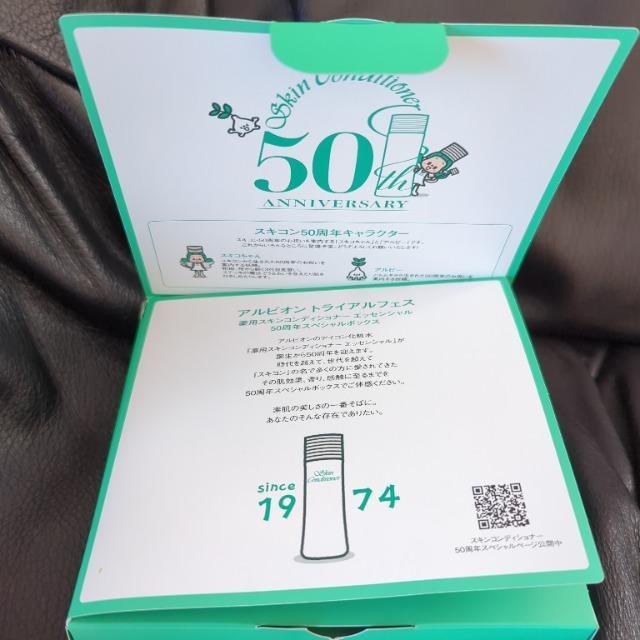 Skin Conditioner
50th
ANNIVERSARY
スキコン50周年キャラクター
スキコちゃん
アルビー
アルビオン トライアルフェス
薬用スキンコンディショナー エッセンシャル
50周年スペシャルボックス
アルビオンのアイコン化粧水
「薬用スキンコンディショナー エッセンシャル」が
誕生から50周年を迎えます。
時代を超えて、世代を超えて
「スキコン」の名で多くの方に愛されてきた
その肌効果、香り、感触に至るまでを
50周年スペシャルボックスでご体感ください。
素肌の美しさの一番そばに。
あなたのそんな存在でありたい。
Skin
Conditioner
since
1974
スキンコンディショナー
50周年スペシャルページ公開中